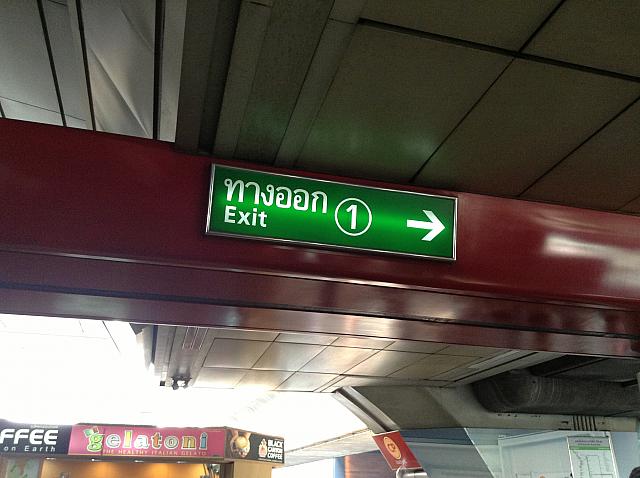 ทางออก
Exit
1
FFEE
on Earth
gelatoni
THE HEALTHY ITALIAN GELATO
BLACK
CANYON
COFFEE